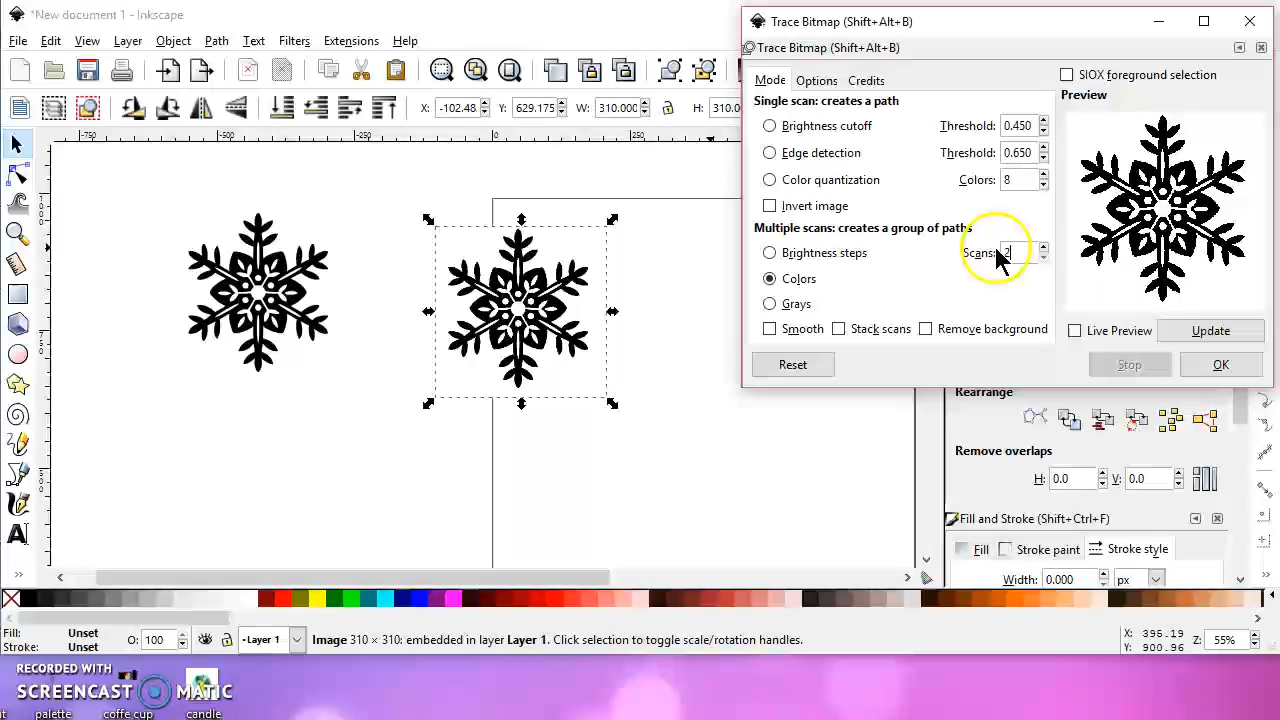 *New document 1 - Inkscape
File Edit View Layer Object Path Text Filters Extensions Help
X: -102.48 Y: 629.175 W: 310.000 H: 310.0
-750 -500 -250 0 250
Trace Bitmap (Shift+Alt+B)
Trace Bitmap (Shift+Alt+B)
Mode Options Credits
SIOX foreground selection
Single scan: creates a path
Preview
Brightness cutoff Threshold: 0.450
Edge detection Threshold: 0.650
Color quantization Colors: 8
Invert image
Multiple scans: creates a group of paths
Brightness steps Scans: 2
Colors
Grays
Smooth Stack scans Remove background
Live Preview Update
Reset Stop OK
Rearrange
Remove overlaps
H: 0.0 V: 0.0
Fill and Stroke (Shift+Ctrl+F)
Fill Stroke paint Stroke style
Width: 0.000 px
Fill: Unset
Stroke: Unset
O: 100
Layer 1
Image 310 × 310: embedded in layer Layer 1. Click selection to toggle scale/rotation handles.
X: 395.19
Y: 900.96
Z: 55%
RECORDED WITH
SCREENCAST MATIC
palette coffe cup candle